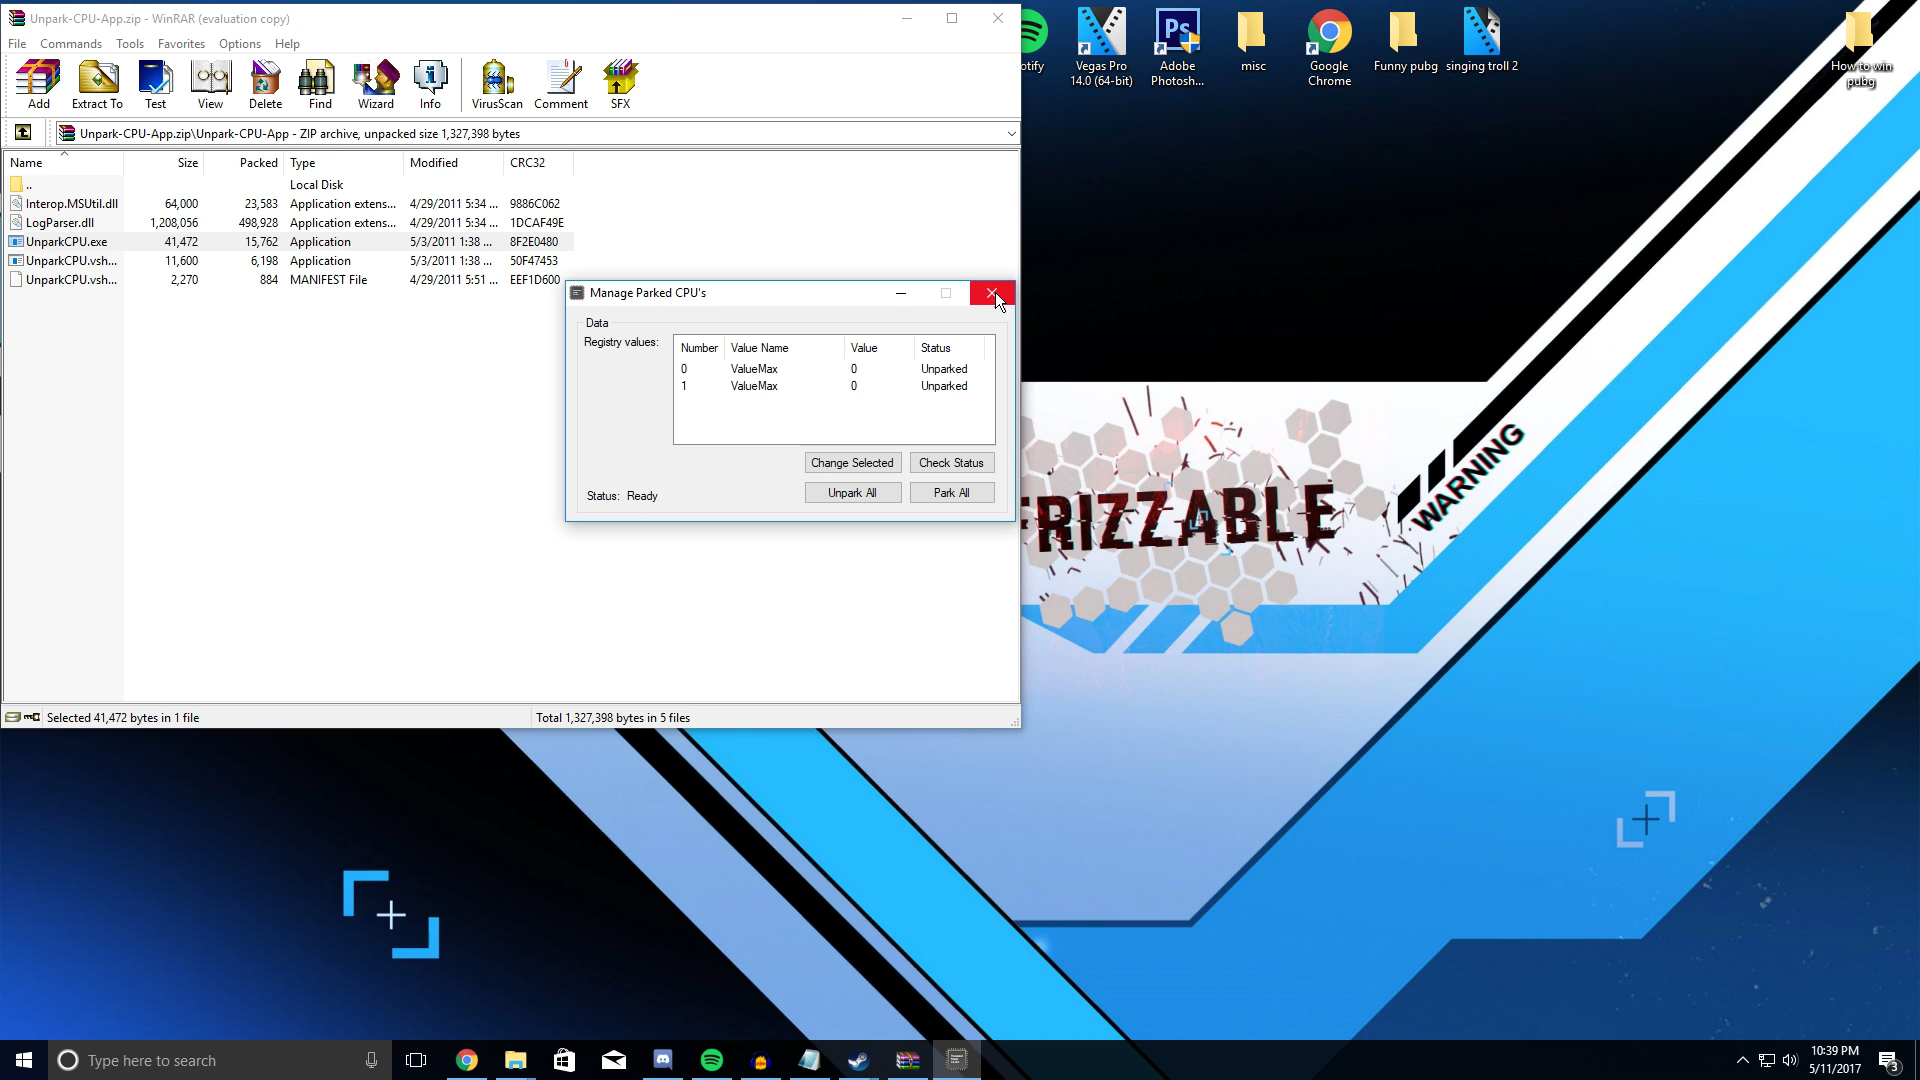 Unpark-CPU-App.zip - WinRAR (evaluation copy)
File Commands Tools Favorites Options Help
Add Extract To Test View Delete Find Wizard Info VirusScan Comment SFX
Unpark-CPU-App.zip\Unpark-CPU-App - ZIP archive, unpacked size 1,327,398 bytes
Name Size Packed Type Modified CRC32
.. Local Disk
Interop.MSUtil.dll 64,000 23,583 Application extens... 4/29/2011 5:34 ... 9886C062
LogParser.dll 1,208,056 498,928 Application extens... 4/29/2011 5:34 ... 1DCAF49E
UnparkCPU.exe 41,472 15,762 Application 5/3/2011 1:38 ... 8F2E0480
UnparkCPU.vsh... 11,600 6,198 Application 5/3/2011 1:38 ... 50F47453
UnparkCPU.vsh... 2,270 884 MANIFEST File 4/29/2011 5:51 ... EEF1D600
Manage Parked CPU's
Data
Registry values:
Number Value Name Value Status
0 ValueMax 0 Unparked
1 ValueMax 0 Unparked
Change Selected Check Status
Status: Ready
Unpark All Park All
Selected 41,472 bytes in 1 file
Total 1,327,398 bytes in 5 files
otify
Vegas Pro
14.0 (64-bit)
Ps
Adobe
Photosh...
misc
Google
Chrome
Funny pubg
singing troll 2
How to win
pubg
FRIZZABLE
WARNING
Type here to search
10:39 PM
5/11/2017
3